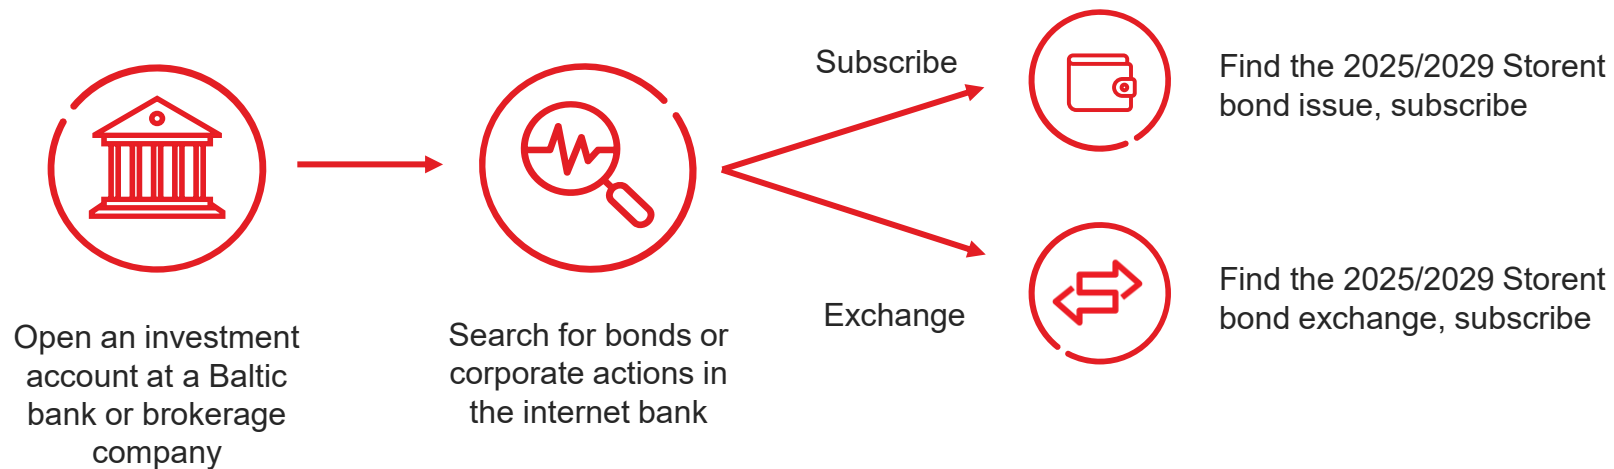 Open an investment
account at a Baltic
bank or brokerage
company
Search for bonds or
corporate actions in
the internet bank
Subscribe
Find the 2025/2029 Storent
bond issue, subscribe
Exchange
Find the 2025/2029 Storent
bond exchange, subscribe